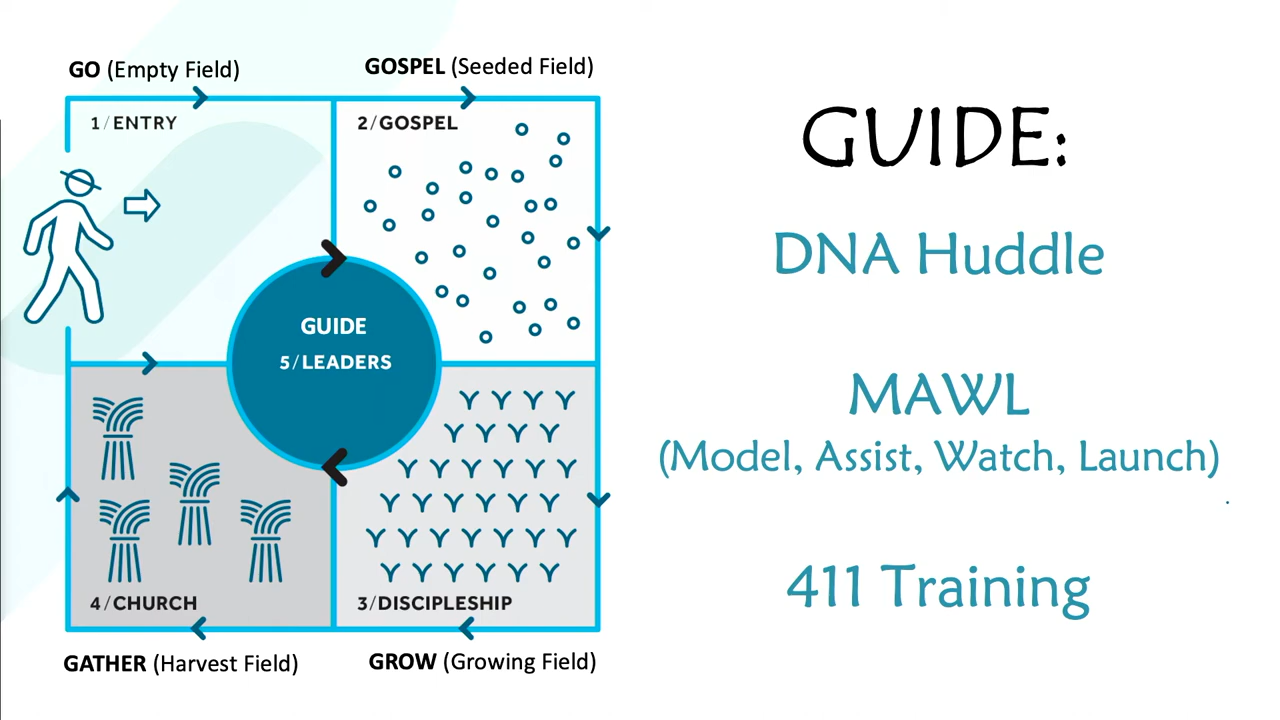 GO (Empty Field)
GOSPEL (Seeded Field)
1/ENTRY
2/GOSPEL
GUIDE
5/LEADERS
4/CHURCH
3/DISCIPLESHIP
GATHER (Harvest Field)
GROW (Growing Field)
GUIDE:
DNA Huddle
MAWL
(Model, Assist, Watch, Launch)
411 Training